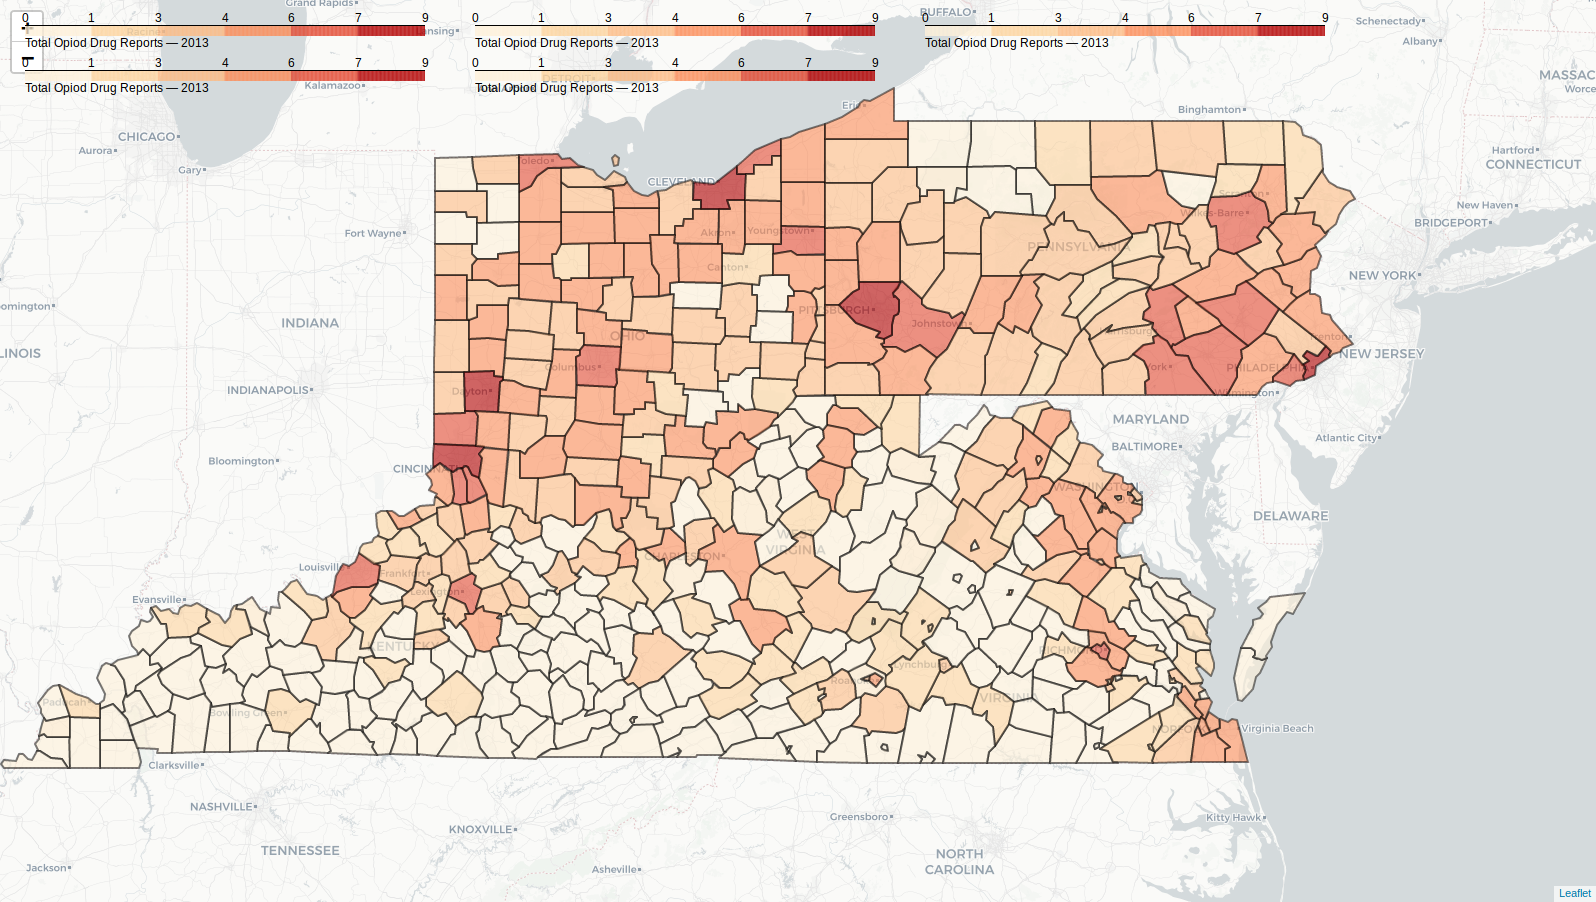 Grand Rapids
BUFFALO
Schenectady
0 1 3 4 6 7 9
0 1 3 4 6 7 9
0 1 3 4 6 7 9
+
Total Opiod Drug Reports — 2013
Total Opiod Drug Reports — 2013
Total Opiod Drug Reports — 2013
Albany
−
0 1 3 4 6 7 9
0 1 3 4 6 7 9
Total Opiod Drug Reports — 2013
Total Opiod Drug Reports — 2013
DETROIT
Kalamazoo
MASSAC
Worce
Erie
Binghamton
CHICAGO
Aurora
Hartford
CONNECTICUT
Toledo
Gary
CLEVELAND
Scranton
New Haven
Wilkes-Barre
BRIDGEPORT
Fort Wayne
Akron
Youngstown
PENNSYLVANIA
Canton
NEW YORK
omington
PITTSBURGH
Johnstown
INDIANA
OHIO
Harrisburg
Trenton
LINOIS
NEW JERSEY
Columbus
York
PHILADELPHIA
INDIANAPOLIS
Dayton
Wilmington
MARYLAND
Atlantic City
BALTIMORE
Bloomington
CINCINNATI
WASHINGTON
DELAWARE
WEST
VIRGINIA
CHARLESTON
Louisville
Frankfort
Lexington
Evansville
KENTUCKY
RICHMOND
Lynchburg
Roanoke
VIRGINIA
Paducah
Bowling Green
NORFOLK
Virginia Beach
Clarksville
NASHVILLE
Greensboro
Kitty Hawk
KNOXVILLE
TENNESSEE
NORTH
CAROLINA
Jackson
Asheville
Leaflet